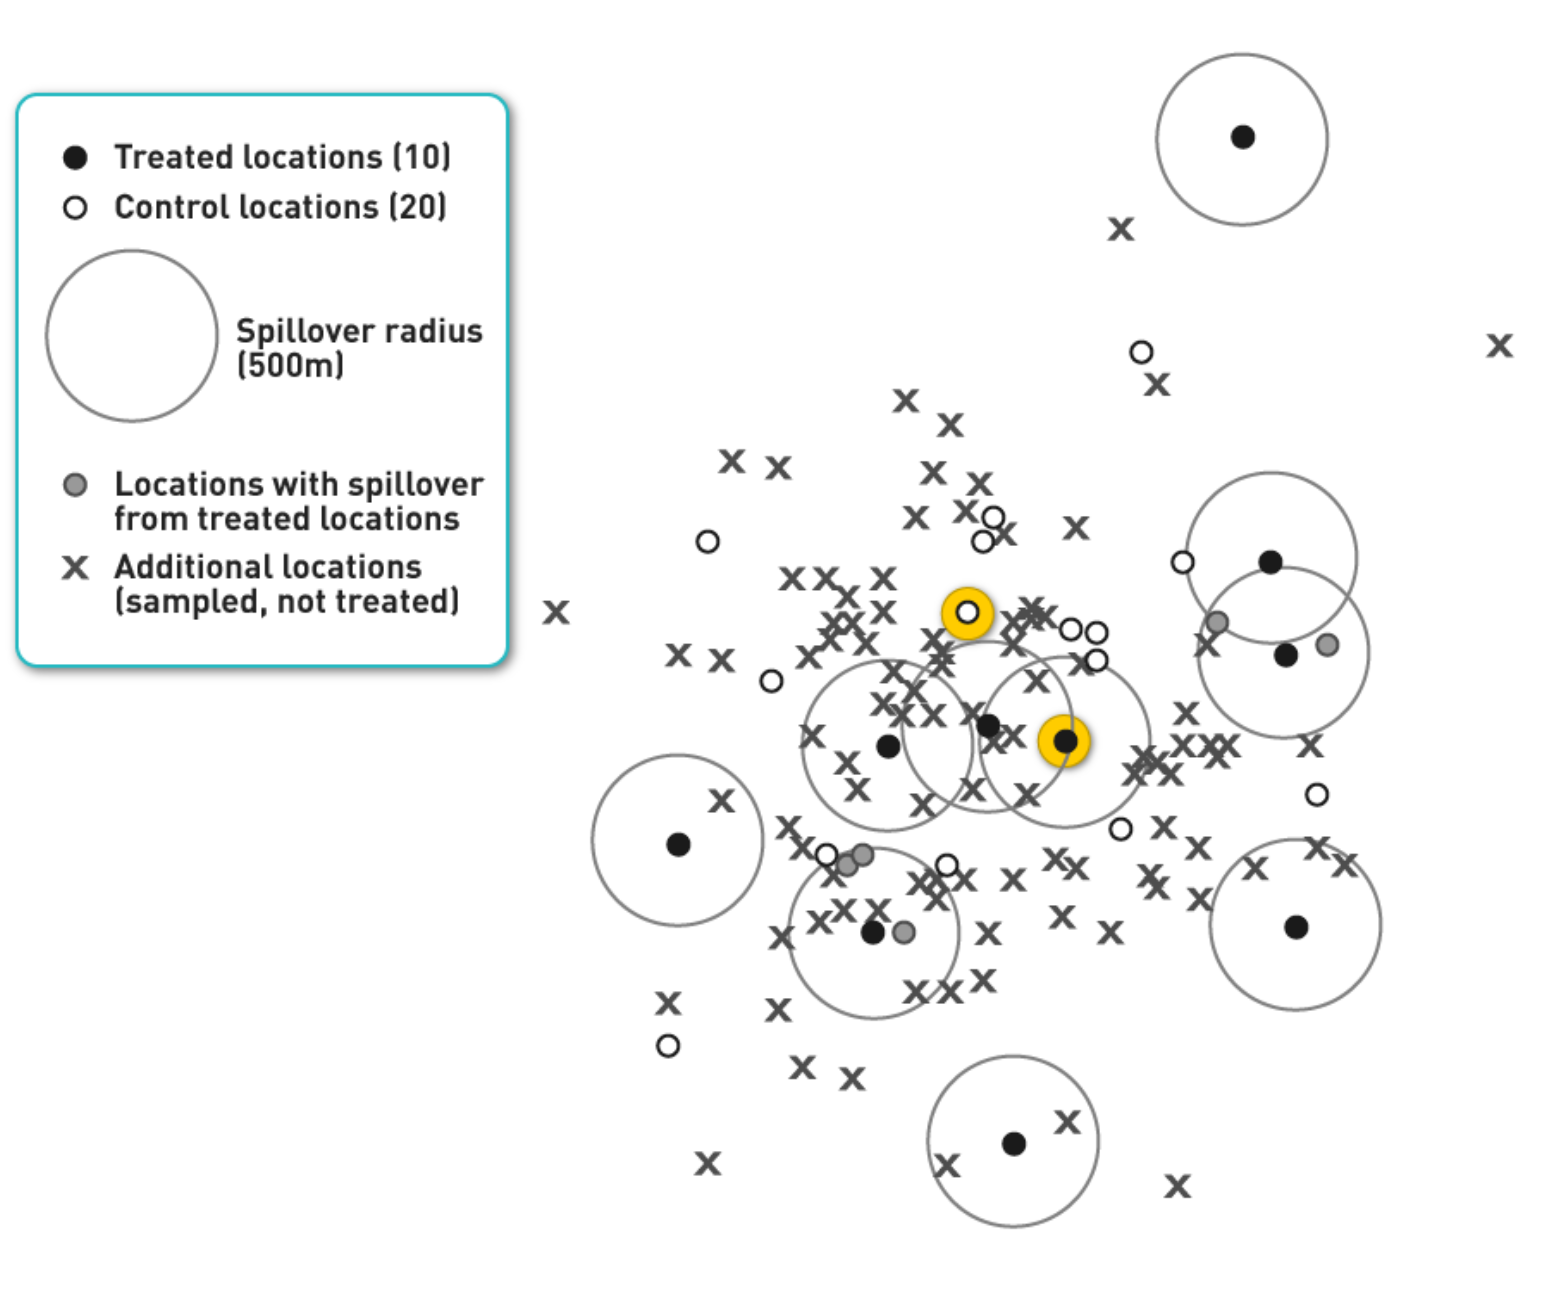 Treated locations (10)
Control locations (20)
Spillover radius
(500m)
Locations with spillover
from treated locations
Additional locations
(sampled, not treated)